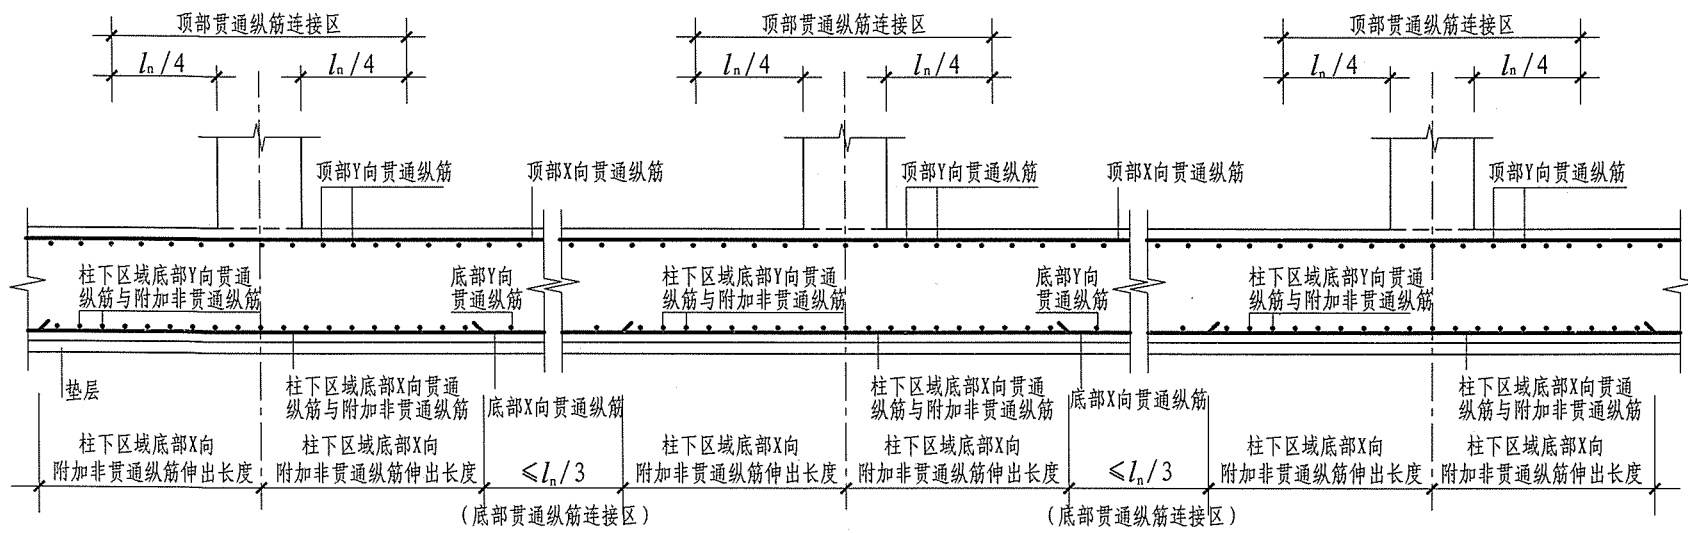 顶部贯通纵筋连接区
顶部贯通纵筋连接区
顶部贯通纵筋连接区
ln/4
ln/4
ln/4
ln/4
ln/4
ln/4
顶部Y向贯通纵筋
顶部X向贯通纵筋
顶部Y向贯通纵筋
顶部X向贯通纵筋
顶部Y向贯通纵筋
柱下区域底部Y向贯通
纵筋与附加非贯通纵筋
底部Y向
贯通纵筋
柱下区域底部Y向贯通
纵筋与附加非贯通纵筋
底部Y向
贯通纵筋
柱下区域底部Y向贯通
纵筋与附加非贯通纵筋
垫层
柱下区域底部X向贯通
纵筋与附加非贯通纵筋
底部X向贯通纵筋
柱下区域底部X向贯通
纵筋与附加非贯通纵筋
底部X向贯通纵筋
柱下区域底部X向贯通
纵筋与附加非贯通纵筋
柱下区域底部X向
附加非贯通纵筋伸出长度
柱下区域底部X向
附加非贯通纵筋伸出长度
≤ln/3
柱下区域底部X向
附加非贯通纵筋伸出长度
柱下区域底部X向
附加非贯通纵筋伸出长度
≤ln/3
柱下区域底部X向
附加非贯通纵筋伸出长度
柱下区域底部X向
附加非贯通纵筋伸出长度
(底部贯通纵筋连接区)
(底部贯通纵筋连接区)